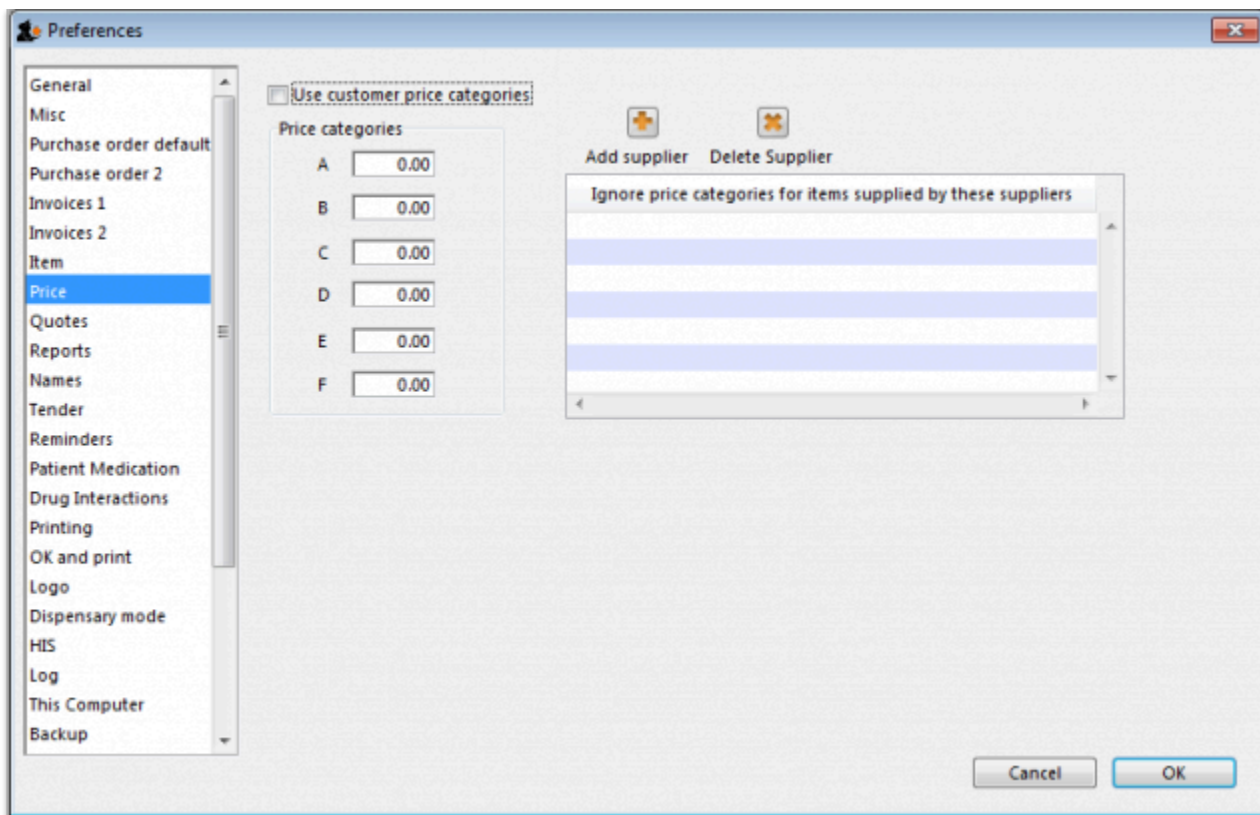 Preferences
General
Misc
Purchase order default
Purchase order 2
Invoices 1
Invoices 2
Item
Price
Quotes
Reports
Names
Tender
Reminders
Patient Medication
Drug Interactions
Printing
OK and print
Logo
Dispensary mode
HIS
Log
This Computer
Backup
Use customer price categories
Price categories
A 0.00
B 0.00
C 0.00
D 0.00
E 0.00
F 0.00
Add supplier Delete Supplier
Ignore price categories for items supplied by these suppliers
Cancel OK